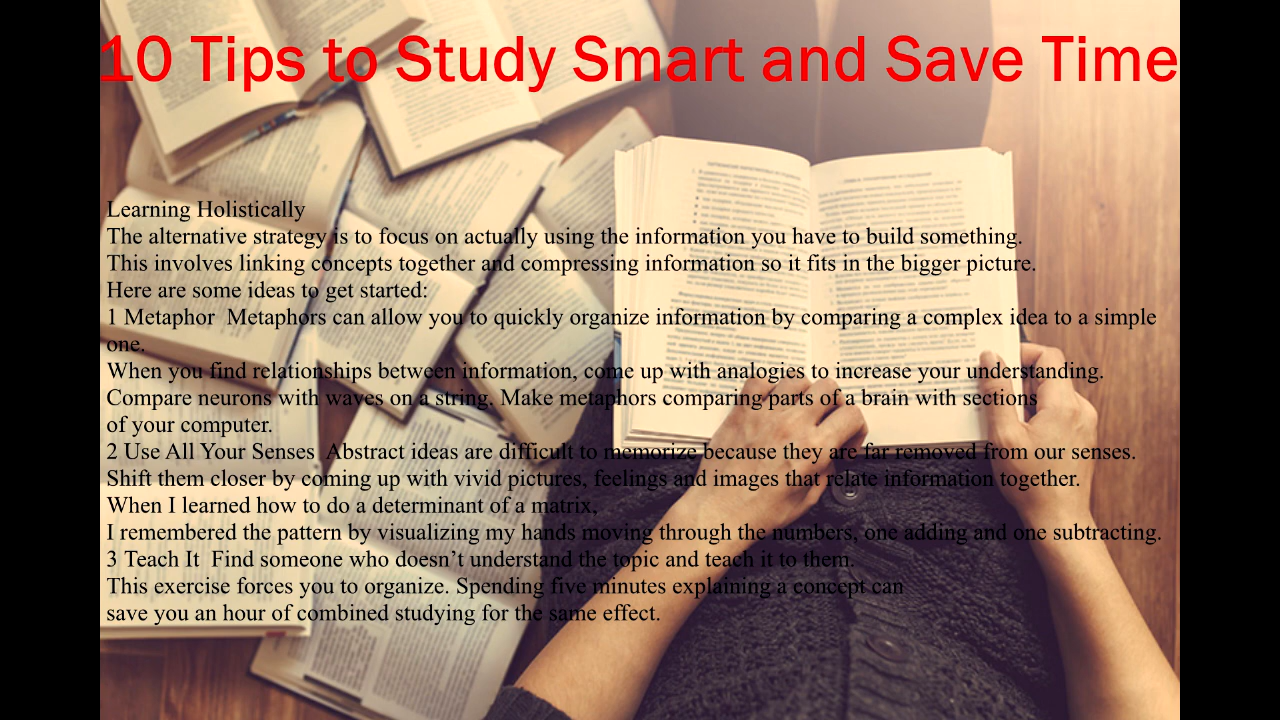 10 Tips to Study Smart and Save Time
Learning Holistically
The alternative strategy is to focus on actually using the information you have to build something.
This involves linking concepts together and compressing information so it fits in the bigger picture.
Here are some ideas to get started:
1 Metaphor  Metaphors can allow you to quickly organize information by comparing a complex idea to a simple
one.
When you find relationships between information, come up with analogies to increase your understanding.
Compare neurons with waves on a string. Make metaphors comparing parts of a brain with sections
of your computer.
2 Use All Your Senses  Abstract ideas are difficult to memorize because they are far removed from our senses.
Shift them closer by coming up with vivid pictures, feelings and images that relate information together.
When I learned how to do a determinant of a matrix,
I remembered the pattern by visualizing my hands moving through the numbers, one adding and one subtracting.
3 Teach It  Find someone who doesn’t understand the topic and teach it to them.
This exercise forces you to organize. Spending five minutes explaining a concept can
save you an hour of combined studying for the same effect.